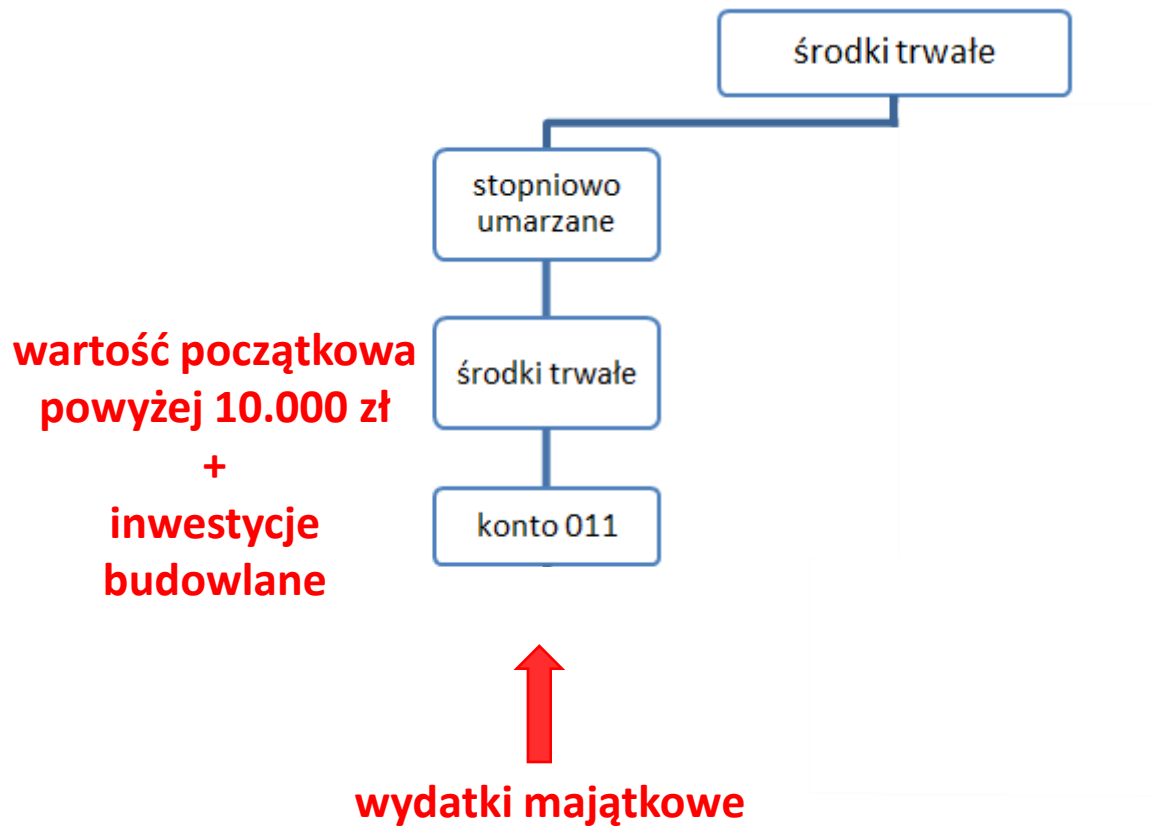 środki trwałe
stopniowo
umarzane
wartość początkowa
powyżej 10.000 zł
+
inwestycje
budowlane
środki trwałe
konto 011
wydatki majątkowe